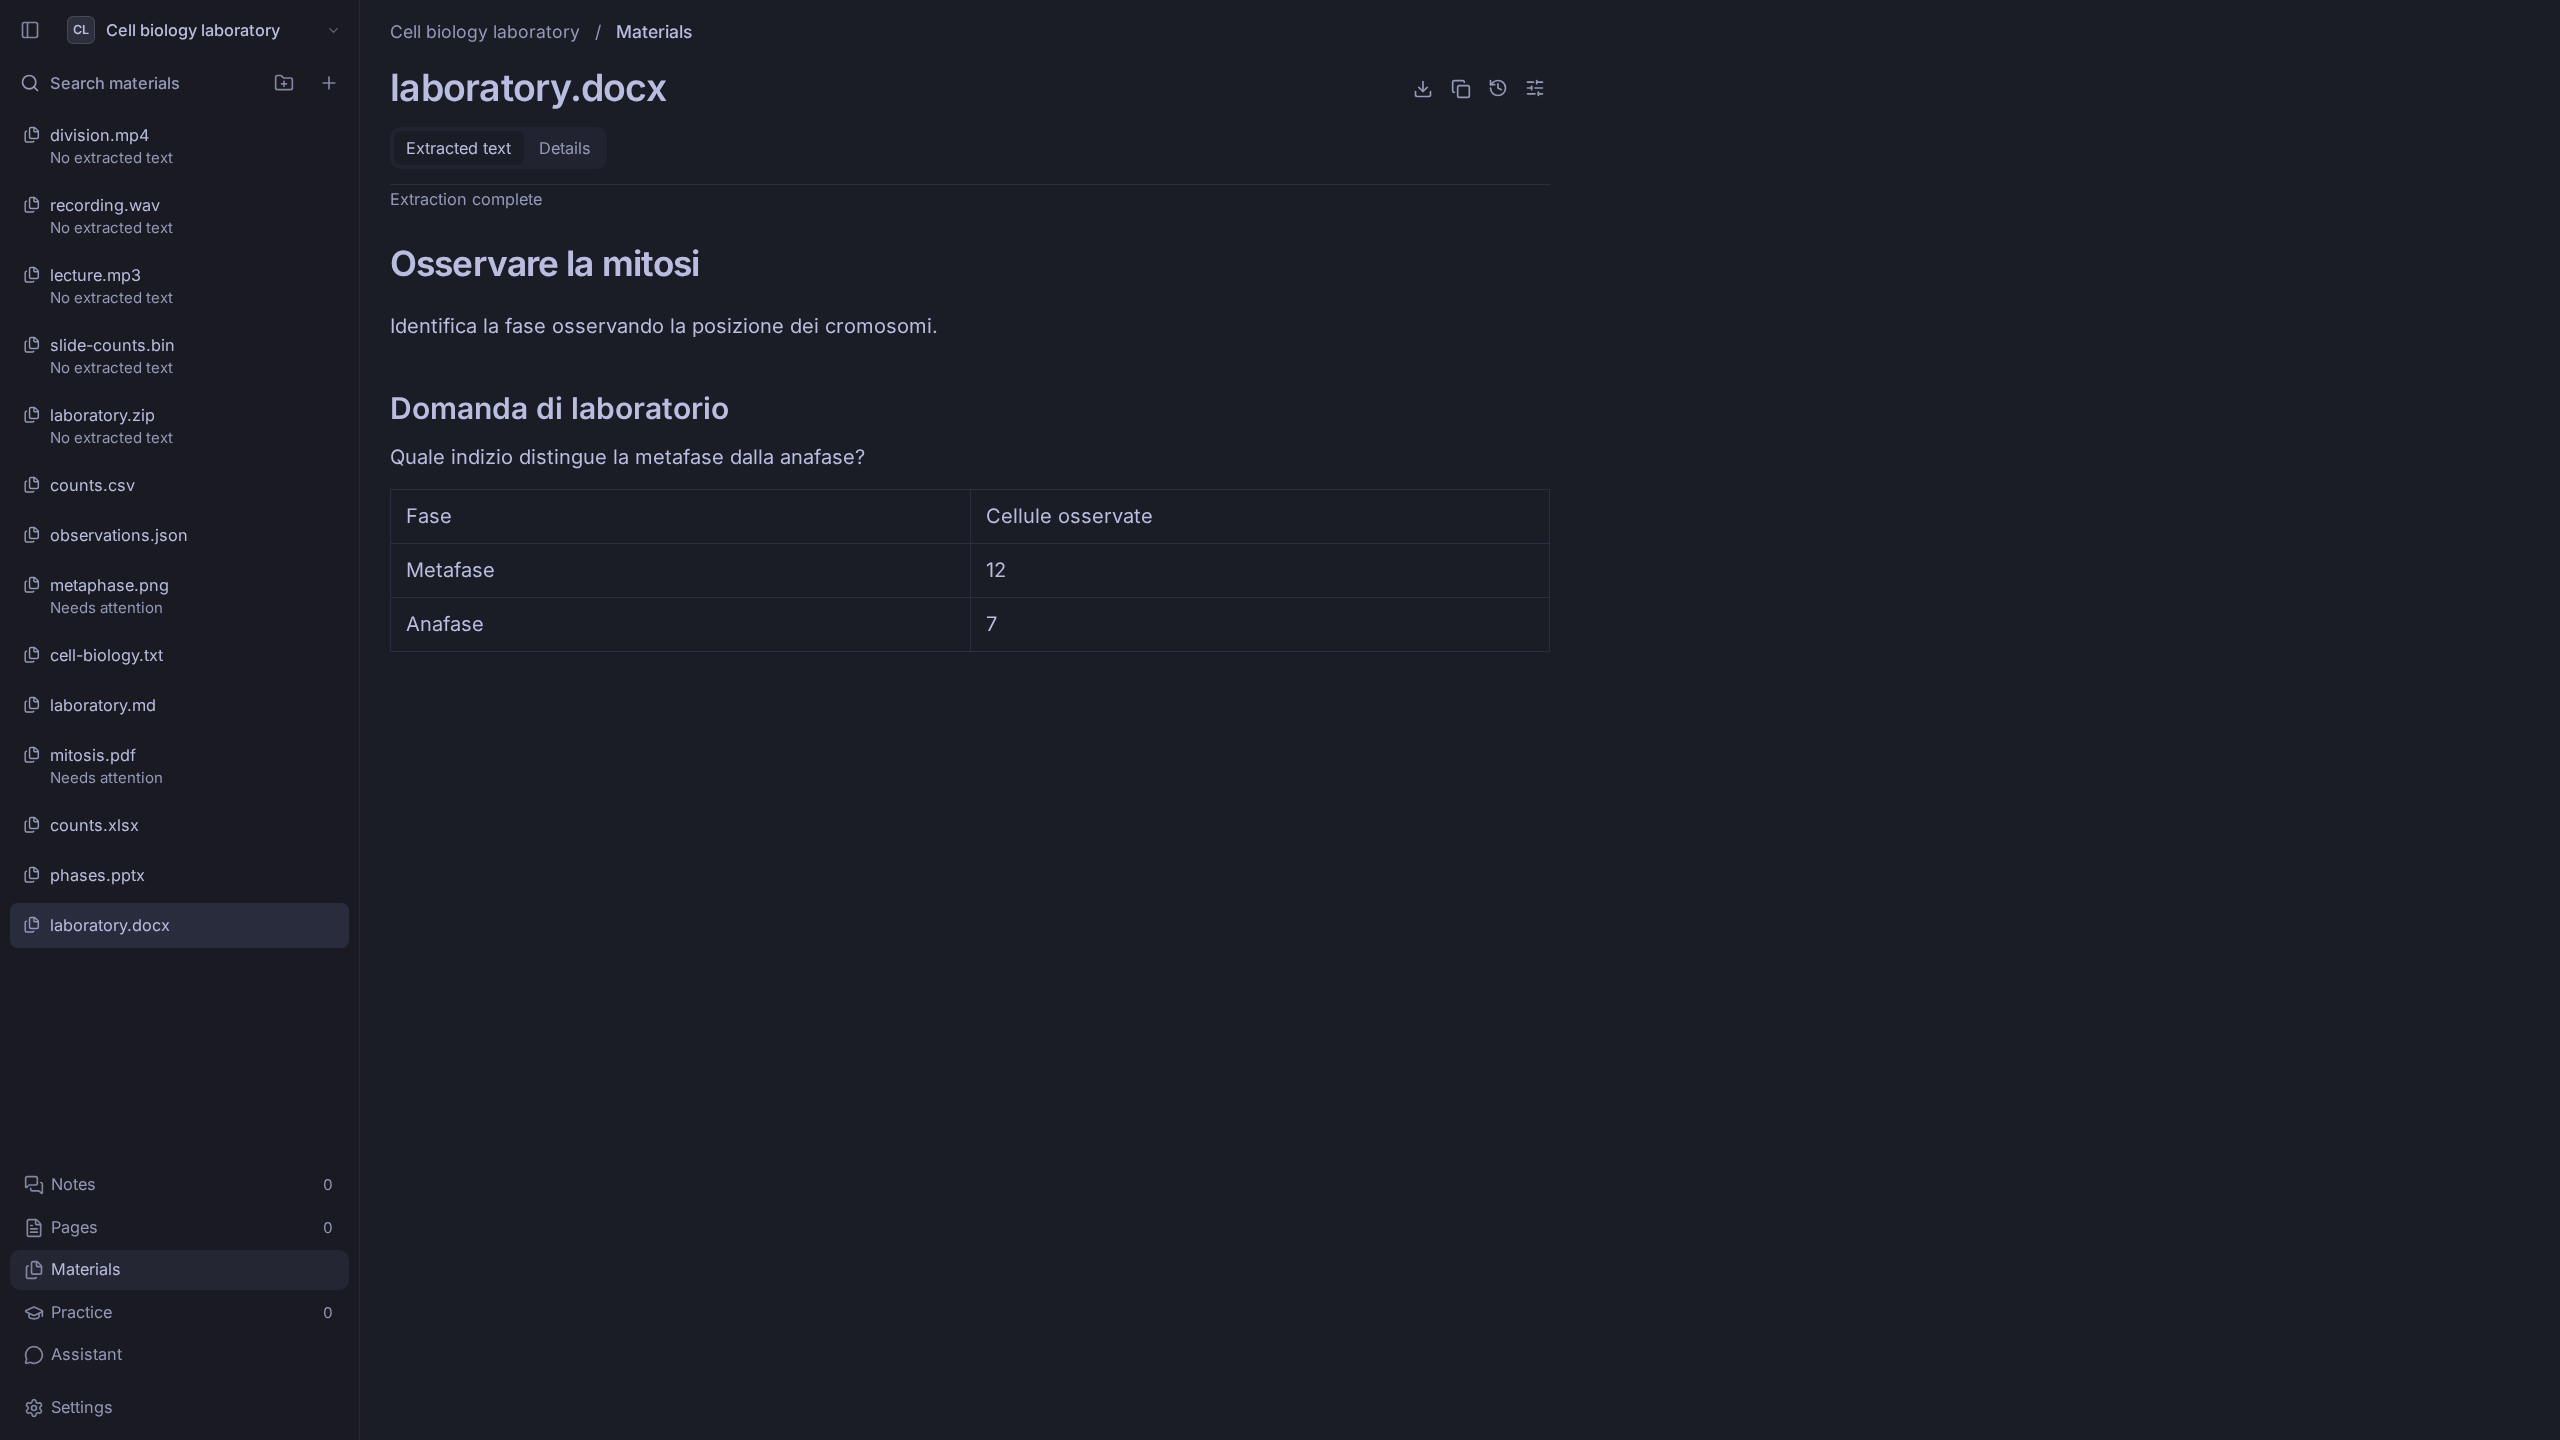 CL Cell biology laboratory
Search materials
division.mp4
No extracted text
recording.wav
No extracted text
lecture.mp3
No extracted text
slide-counts.bin
No extracted text
laboratory.zip
No extracted text
counts.csv
observations.json
metaphase.png
Needs attention
cell-biology.txt
laboratory.md
mitosis.pdf
Needs attention
counts.xlsx
phases.pptx
laboratory.docx
Notes 0
Pages 0
Materials
Practice 0
Assistant
Settings
Cell biology laboratory / Materials
laboratory.docx
Extracted text Details
Extraction complete
Osservare la mitosi
Identifica la fase osservando la posizione dei cromosomi.
Domanda di laboratorio
Quale indizio distingue la metafase dalla anafase?
Fase Cellule osservate
Metafase 12
Anafase 7